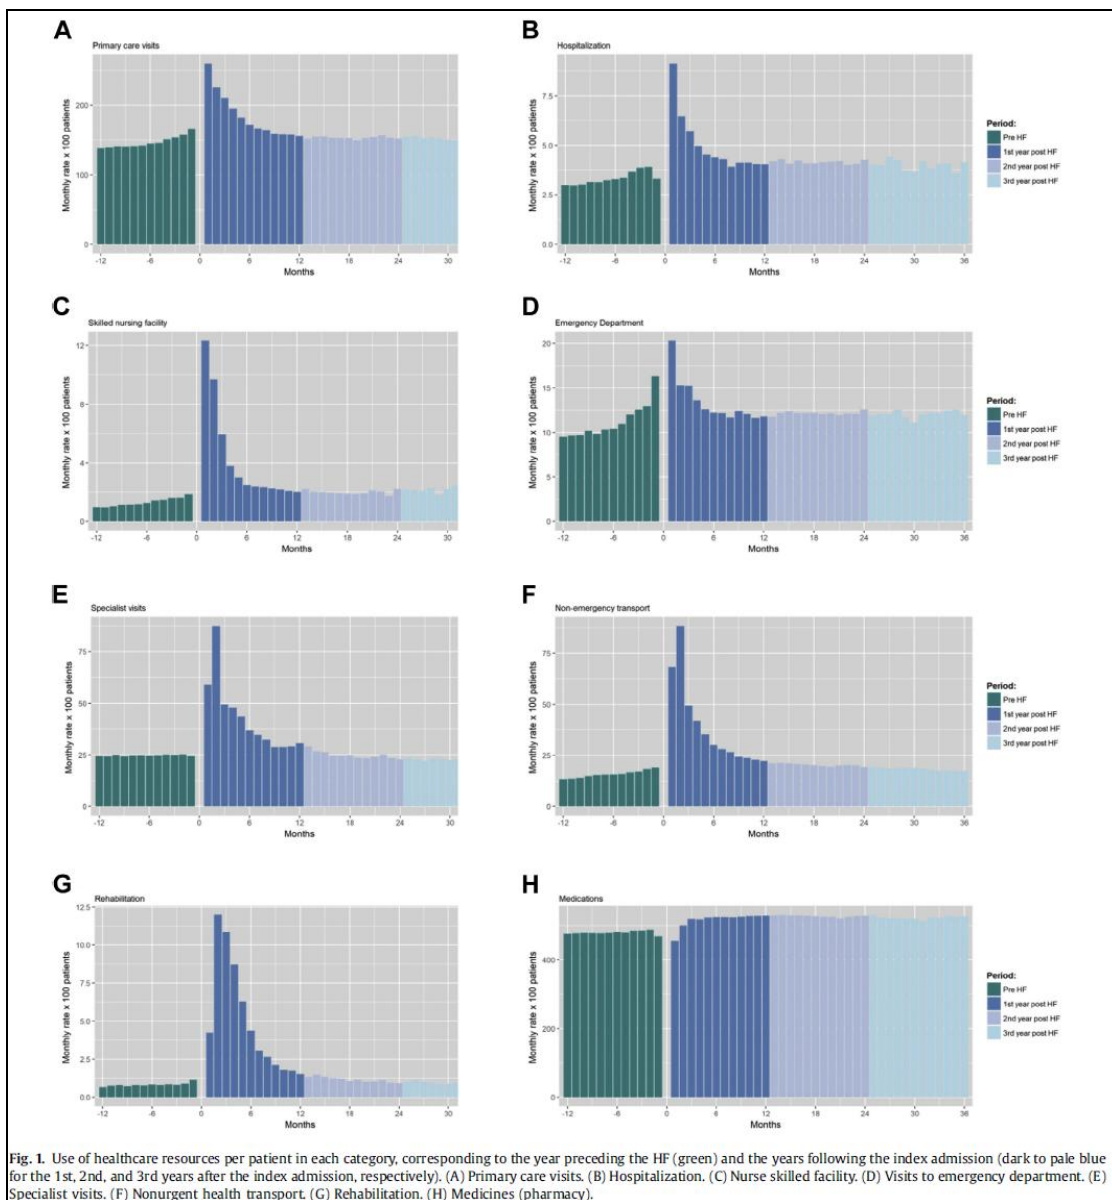 A
Primary care visits
Monthly rate x 100 patients
200
100
0
-12 -6 0 6 12 18 24 30
Months
B
Hospitalization
Monthly rate x 100 patients
7.5
5.0
2.5
0.0
-12 -6 0 6 12 18 24 30 36
Months
Period:
Pre HF
1st year post HF
2nd year post HF
3rd year post HF
C
Skilled nursing facility
Monthly rate x 100 patients
12
8
4
0
-12 -6 0 6 12 18 24 30
Months
D
Emergency Department
Monthly rate x 100 patients
20
15
10
5
0
-12 -6 0 6 12 18 24 30 36
Months
Period:
Pre HF
1st year post HF
2nd year post HF
3rd year post HF
E
Specialist visits
Monthly rate x 100 patients
75
50
25
0
-12 -6 0 6 12 18 24 30
Months
F
Non-emergency transport
Monthly rate x 100 patients
75
50
25
0
-12 -6 0 6 12 18 24 30 36
Months
Period:
Pre HF
1st year post HF
2nd year post HF
3rd year post HF
G
Rehabilitation
Monthly rate x 100 patients
12.5
10.0
7.5
5.0
2.5
0.0
-12 -6 0 6 12 18 24 30
Months
H
Medications
Monthly rate x 100 patients
400
200
0
-12 -6 0 6 12 18 24 30 36
Months
Period:
Pre HF
1st year post HF
2nd year post HF
3rd year post HF
Fig. 1. Use of healthcare resources per patient in each category, corresponding to the year preceding the HF (green) and the years following the index admission (dark to pale blue
for the 1st, 2nd, and 3rd years after the index admission, respectively). (A) Primary care visits. (B) Hospitalization. (C) Nurse skilled facility. (D) Visits to emergency department. (E)
Specialist visits. (F) Nonurgent health transport. (G) Rehabilitation. (H) Medicines (pharmacy).